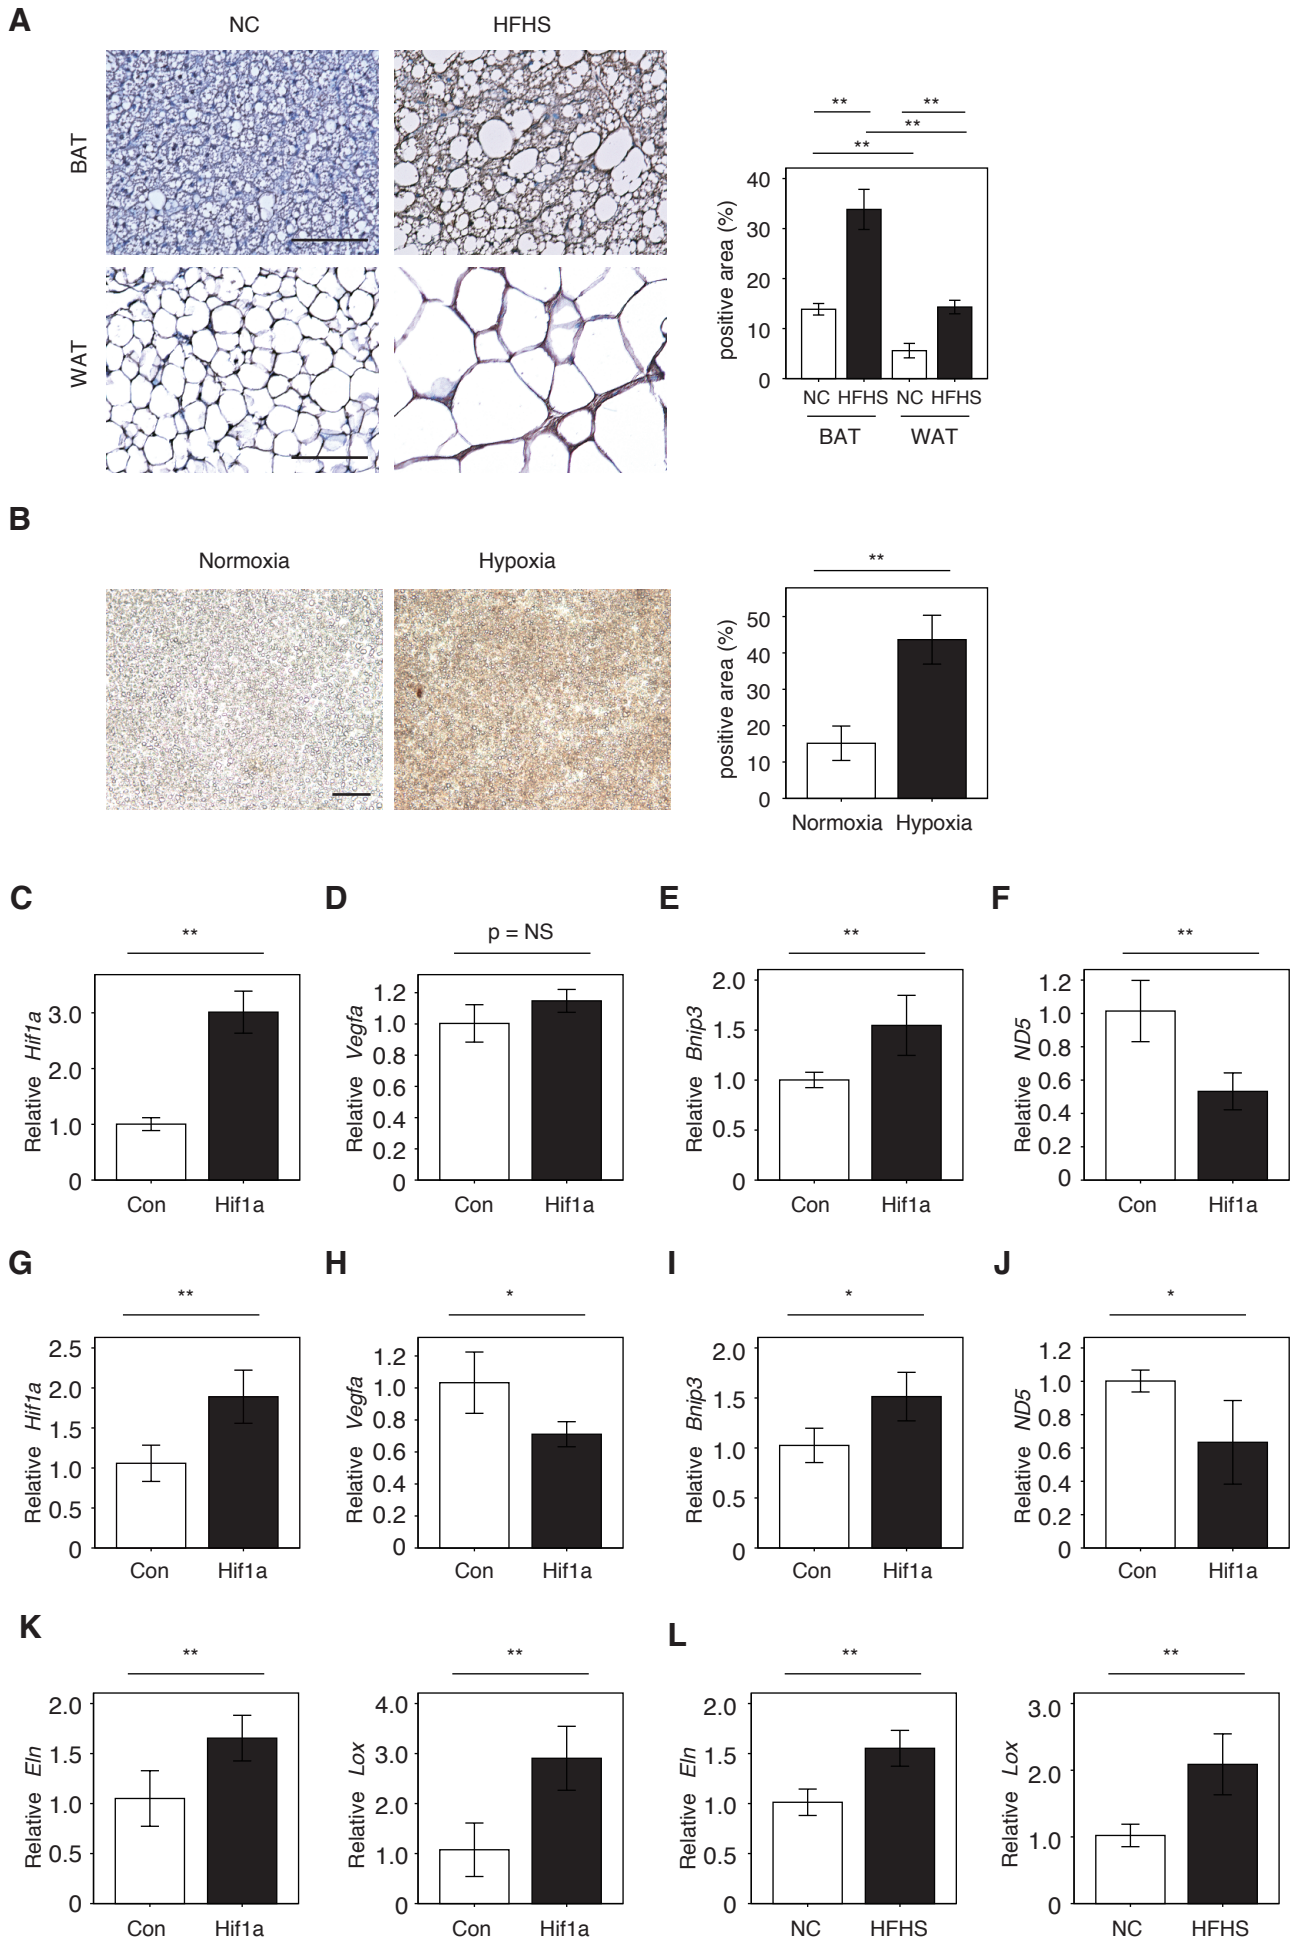 A
NC
HFHS
BAT
WAT
** **
**
**
positive area (%)
40
30
20
10
0
NC HFHS NC HFHS
BAT WAT
B
Normoxia
Hypoxia
**
positive area (%)
50
40
30
20
10
0
Normoxia Hypoxia
C
**
Relative Hif1a
3.0
2.0
1.0
0
Con Hif1a
D
p = NS
Relative Vegfa
1.2
1.0
0.8
0.6
0.4
0.2
0
Con Hif1a
E
**
Relative Bnip3
2.0
1.5
1.0
0.5
0
Con Hif1a
F
**
Relative ND5
1.2
1.0
0.8
0.6
0.4
0.2
0
Con Hif1a
G
**
Relative Hif1a
2.5
2.0
1.5
1.0
0.5
0
Con Hif1a
H
*
Relative Vegfa
1.2
1.0
0.8
0.6
0.4
0.2
0
Con Hif1a
I
*
Relative Bnip3
2.0
1.5
1.0
0.5
0
Con Hif1a
J
*
Relative ND5
1.2
1.0
0.8
0.6
0.4
0.2
0
Con Hif1a
K
**
Relative Eln
2.0
1.5
1.0
0.5
0
Con Hif1a
**
Relative Lox
4.0
3.0
2.0
1.0
0
Con Hif1a
L
**
Relative Eln
2.0
1.5
1.0
0.5
0
NC HFHS
**
Relative Lox
3.0
2.0
1.0
0
NC HFHS